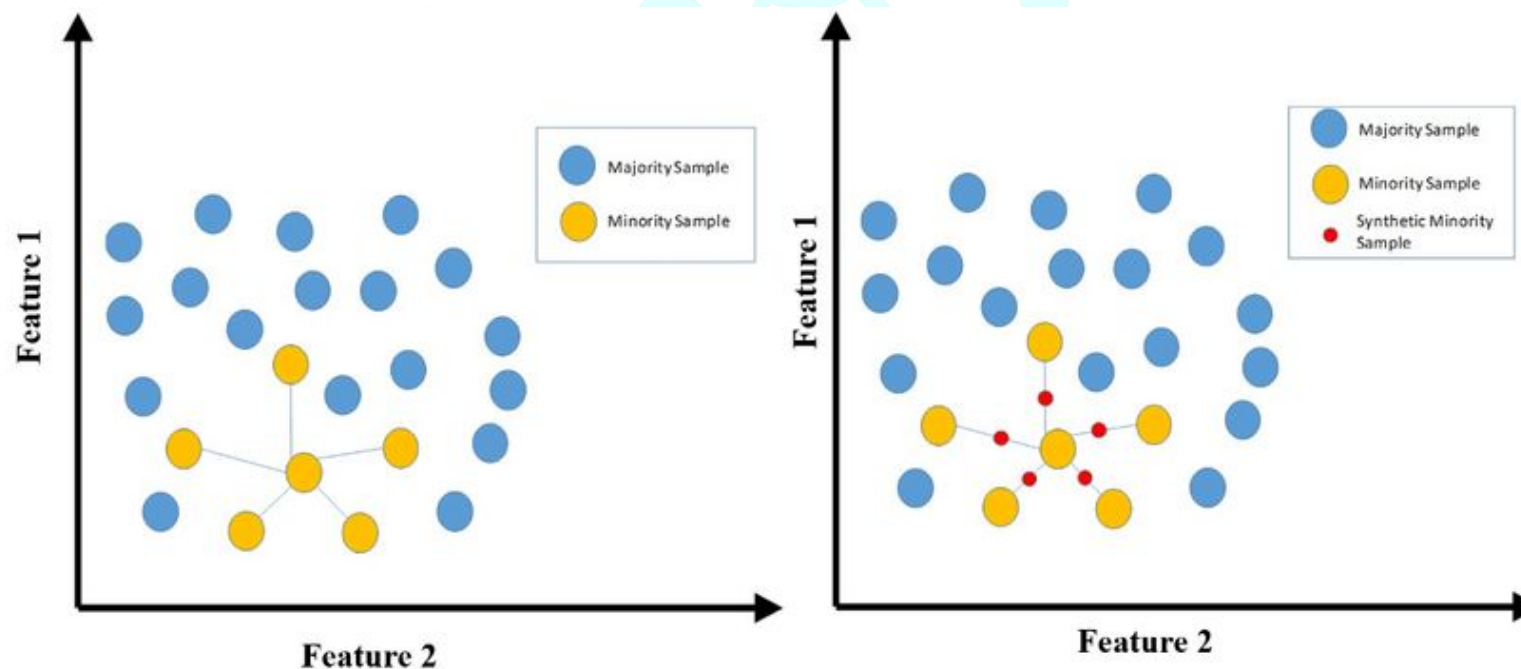 Majority Sample
Minority Sample
Feature 1
Feature 2
Majority Sample
Minority Sample
Synthetic Minority
Sample
Feature 1
Feature 2